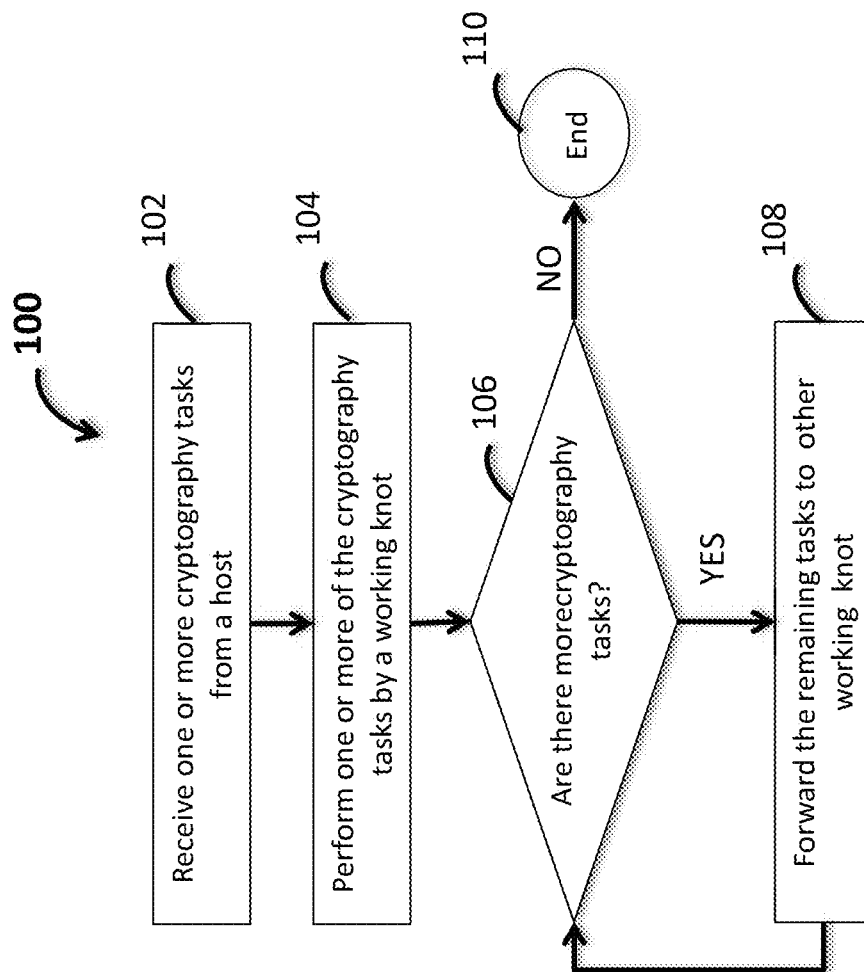 100
Receive one or more cryptography tasks
from a host
102
Perform one or more of the cryptography
tasks by a working knot
104
Are there morecryptography
tasks?
106
NO
End
110
YES
Forward the remaining tasks to other
working knot
108